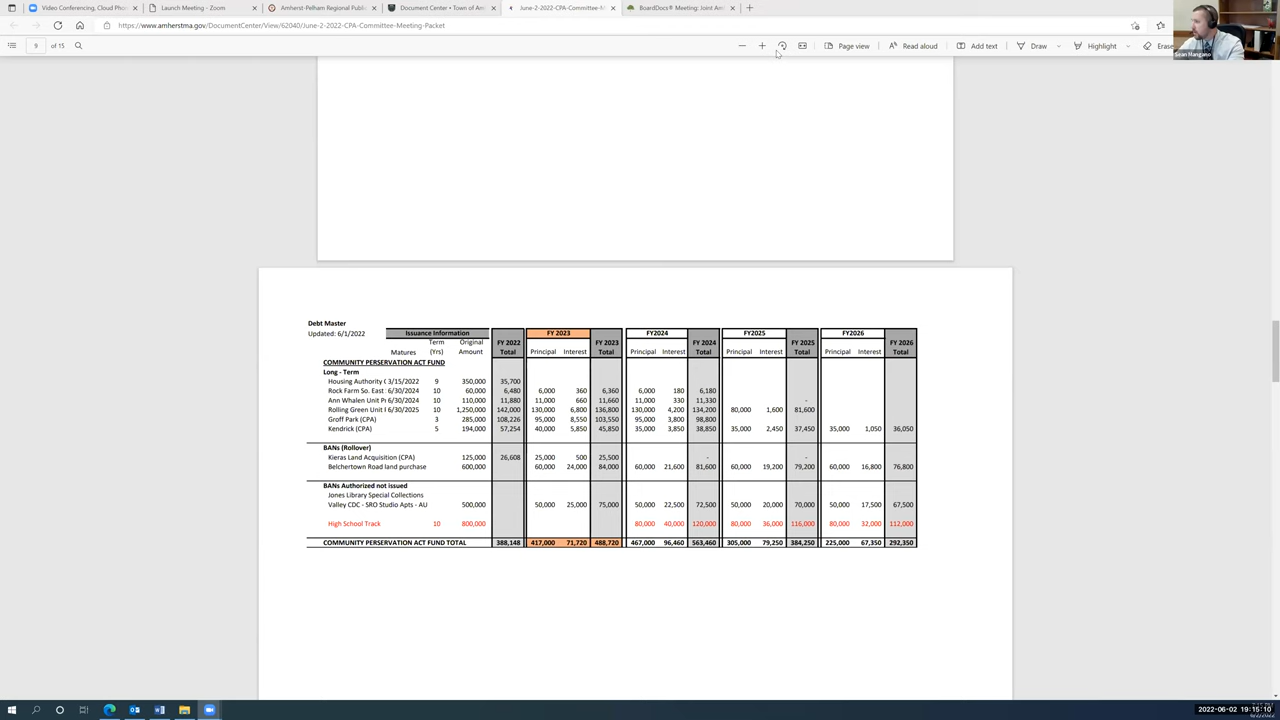 Video Conferencing, Cloud Pho
Launch Meeting - Zoom
Amherst-Pelham Regional Publi
Document Center • Town of Am
June-2-2022-CPA-Committee-M
BoardDocs® Meeting: Joint Am
https://www.amherstma.gov/DocumentCenter/View/62040/June-2-2022-CPA-Committee-Meeting-Packet
9 of 15
Page view
Read aloud
Add text
Draw
Highlight
Erase
Sean Mangano
Debt Master
Updated: 6/1/2022 Issuance Information FY 2023 FY2024 FY2025 FY2026
Term Original FY 2022 FY 2023 FY 2024 FY 2025 FY 2026
Matures (Yrs) Amount Total Principal Interest Total Principal Interest Total Principal Interest Total Principal Interest Total
COMMUNITY PERSERVATION ACT FUND
Long - Term
Housing Authority ( 3/15/2022 9 350,000 35,700
Rock Farm So. East 6/30/2024 10 60,000 6,480 6,000 360 6,360 6,000 180 6,180
Ann Whalen Unit P 6/30/2024 10 110,000 11,880 11,000 660 11,660 11,000 330 11,330 -
Rolling Green Unit 6/30/2025 10 1,250,000 142,000 130,000 6,800 136,800 130,000 4,200 134,200 80,000 1,600 81,600
Groff Park (CPA) 3 285,000 108,226 95,000 8,550 103,550 95,000 3,800 98,800
Kendrick (CPA) 5 194,000 57,254 40,000 5,850 45,850 35,000 3,850 38,850 35,000 2,450 37,450 35,000 1,050 36,050
BANs (Rollover)
Kieras Land Acquisition (CPA) 125,000 26,608 25,000 500 25,500 - -
Belchertown Road land purchase 600,000 60,000 24,000 84,000 60,000 21,600 81,600 60,000 19,200 79,200 60,000 16,800 76,800
BANs Authorized not issued
Jones Library Special Collections
Valley CDC - SRO Studio Apts - AU 500,000 50,000 25,000 75,000 50,000 22,500 72,500 50,000 20,000 70,000 50,000 17,500 67,500
High School Track 10 800,000 80,000 40,000 120,000 80,000 36,000 116,000 80,000 32,000 112,000
COMMUNITY PERSERVATION ACT FUND TOTAL 388,148 417,000 71,720 488,720 467,000 96,460 563,460 305,000 79,250 384,250 225,000 67,350 292,350
2022-06-02 19:15:10